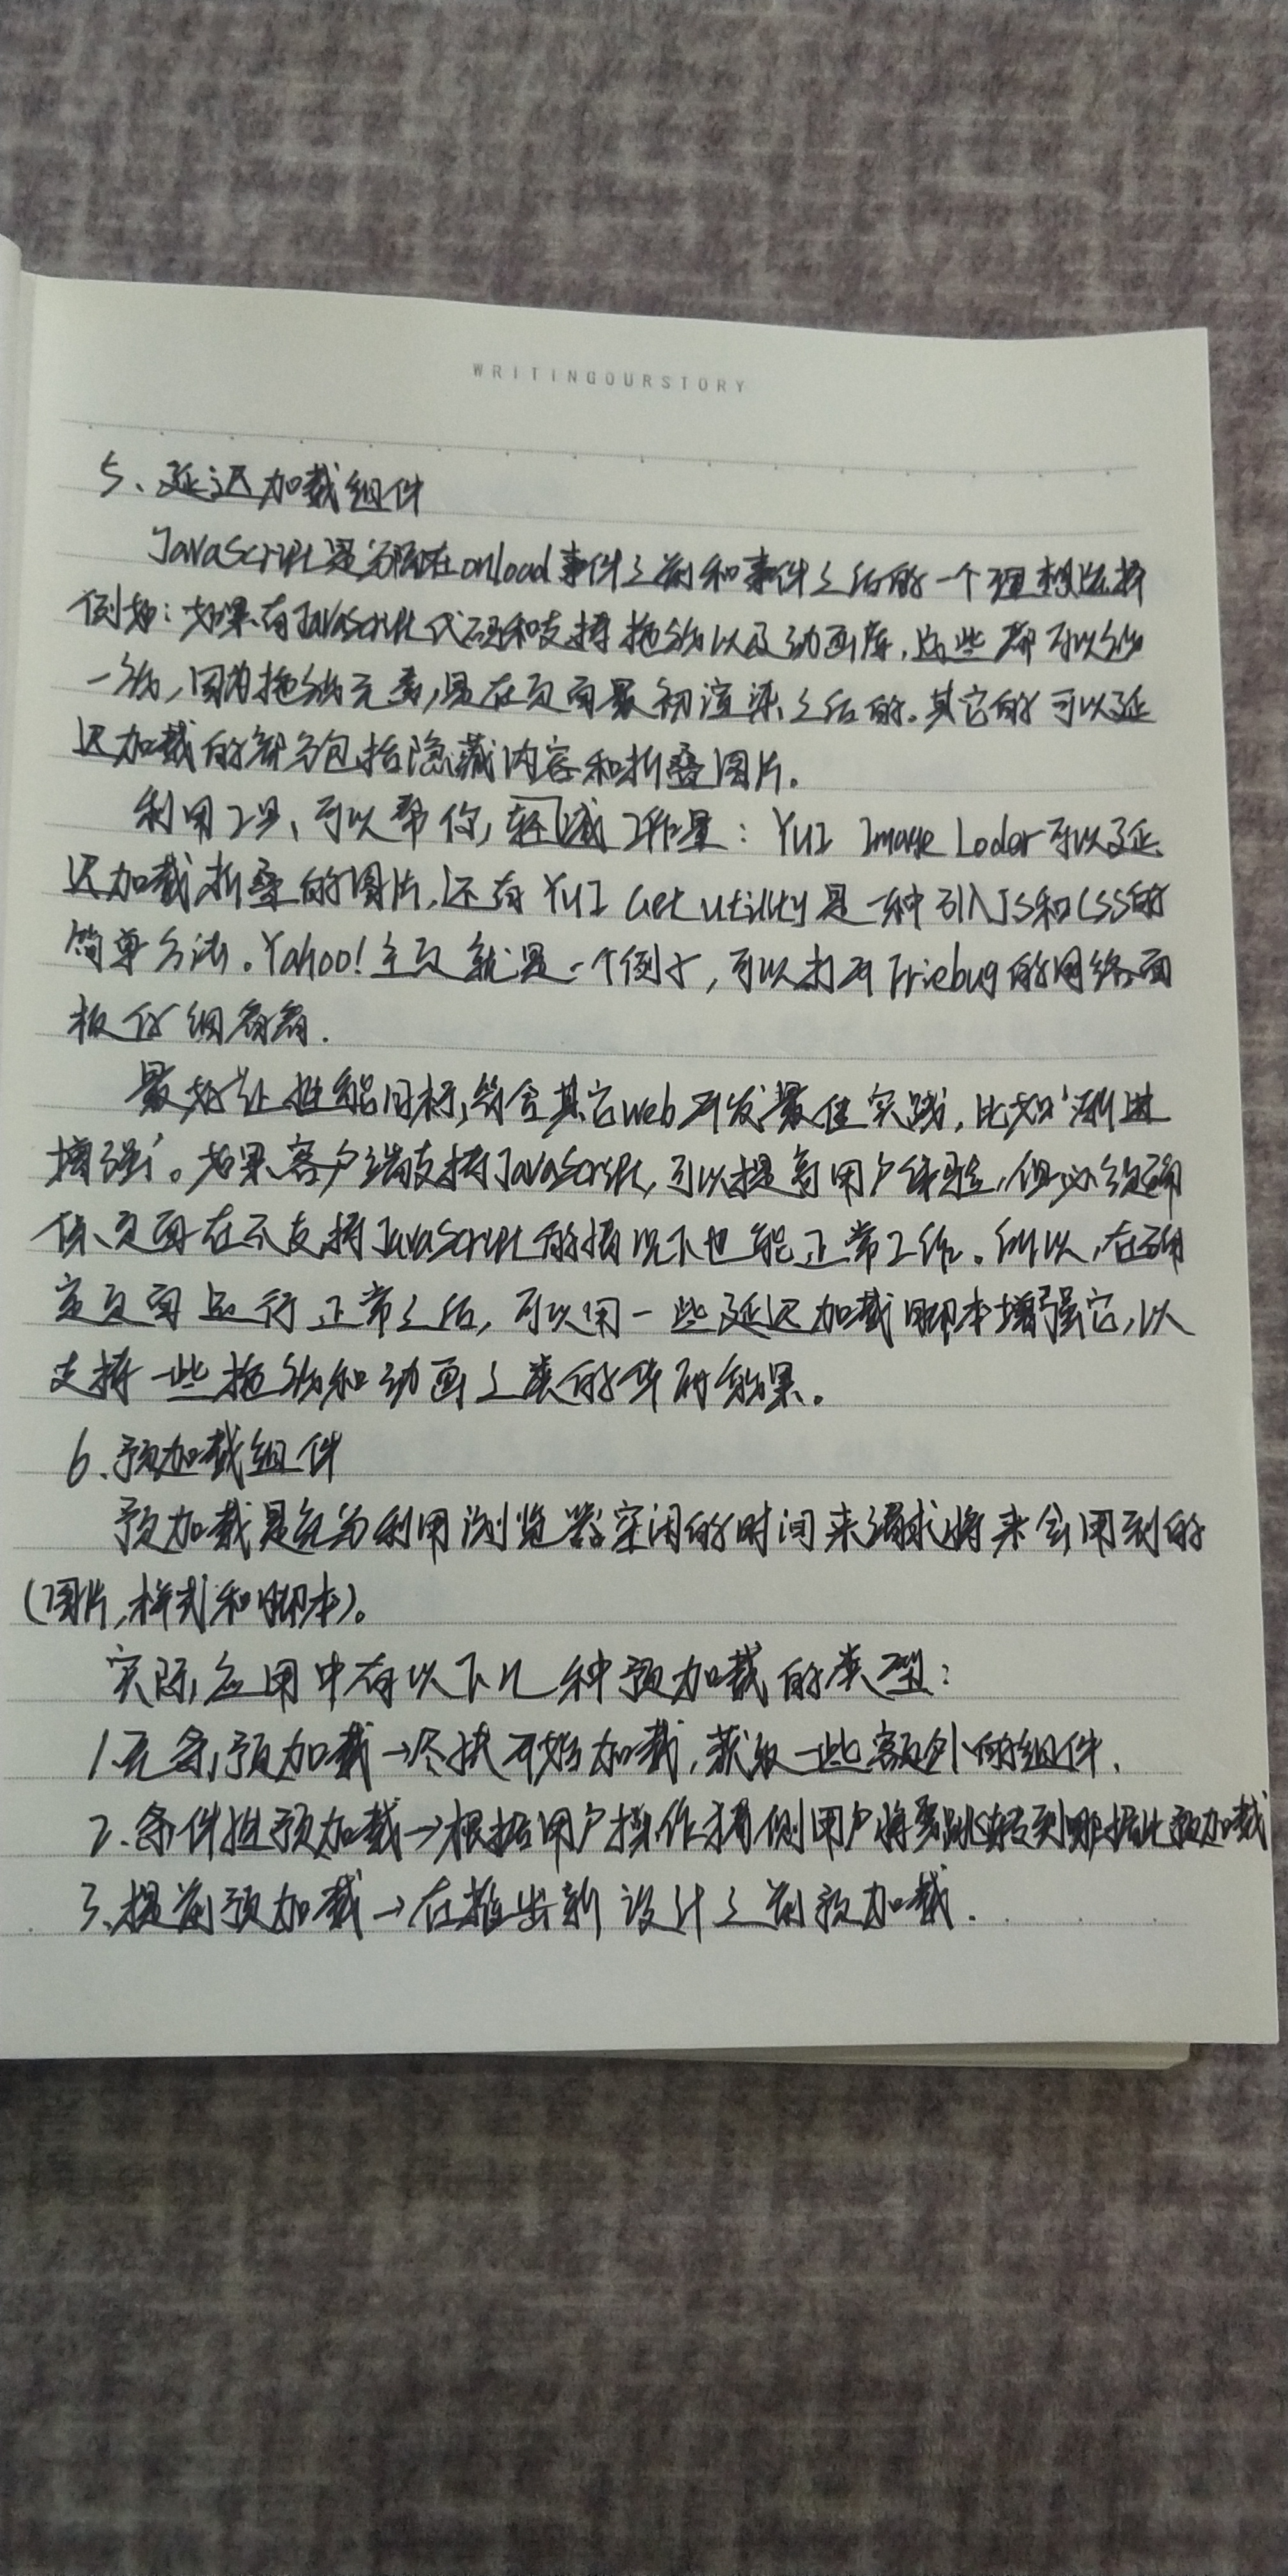 WRITINGOURSTORY
5、延迟加载组件
JavaScript是分隔在onload事件之前和事件之后的一个理想选择
例如：如果有JavaScript代码和支持拖放以及动画库，这些都可以
一放，因为拖放元素，是在页面最初渲染之后的。其它的可以延
迟加载的部分包括隐藏内容和折叠图片。
利用工具、可以帮你，轻减工作量：YUI Image Loder可以延
迟加载折叠的图片，还有YUI Get utility是一种引入JS和CSS的
简单方法。Yahoo!主页就是一个例子，可以打开Friebug的网络面
板仔细看看.
最好让性能目标，符合其它web开发最佳实践，比如'渐进
增强'。如果客户端支持JavaScript，可以提高用户体验，但必须确
保、页面在不支持JavaScript的情况下也能正常工作。所以，在确
定页面运行正常之后，可以用一些延迟加载脚本增强它，以
支持一些拖放和动画之类的华丽效果。
6.预加载组件
预加载是充分利用浏览器空闲的时间来请求将来会用到的
(图片，样式和脚本)。
实际，应用中有以下几种预加载的类型：
1.无条，预加载→尽快开始加载，获取一些额外的组件.
2.条件性预加载→根据用户操作猜侧用户将要跳转到哪据此预加载
3.提前预加载→在推出新设计之前预加载.